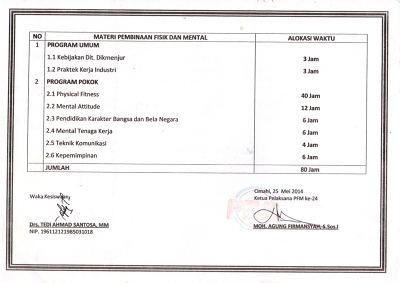 NO MATERI PEMBINAAN FISIK DAN MENTAL ALOKASI WAKTU
1 PROGRAM UMUM
1.1 Kebijakan Dit. Dikmenjur 3 Jam
1.2 Praktek Kerja Industri 3 Jam
2 PROGRAM POKOK
2.1 Physical Fitness 40 Jam
2.2 Mental Attitude 12 Jam
2.3 Pendidikan Karakter Bangsa dan Bela Negara 6 Jam
2.4 Mental Tenaga Kerja 6 Jam
2.5 Teknik Komunikasi 4 Jam
2.6 Kepemimpinan 6 Jam
JUMLAH 80 Jam
Cimahi, 25 Mei 2014
Waka Kesiswaan, Ketua Pelaksana PFM ke-24
Drs. TEDI AHMAD SANTOSA, MM MOH. AGUNG FIRMANSYAH, S.Sos.I
NIP. 196112121985031018